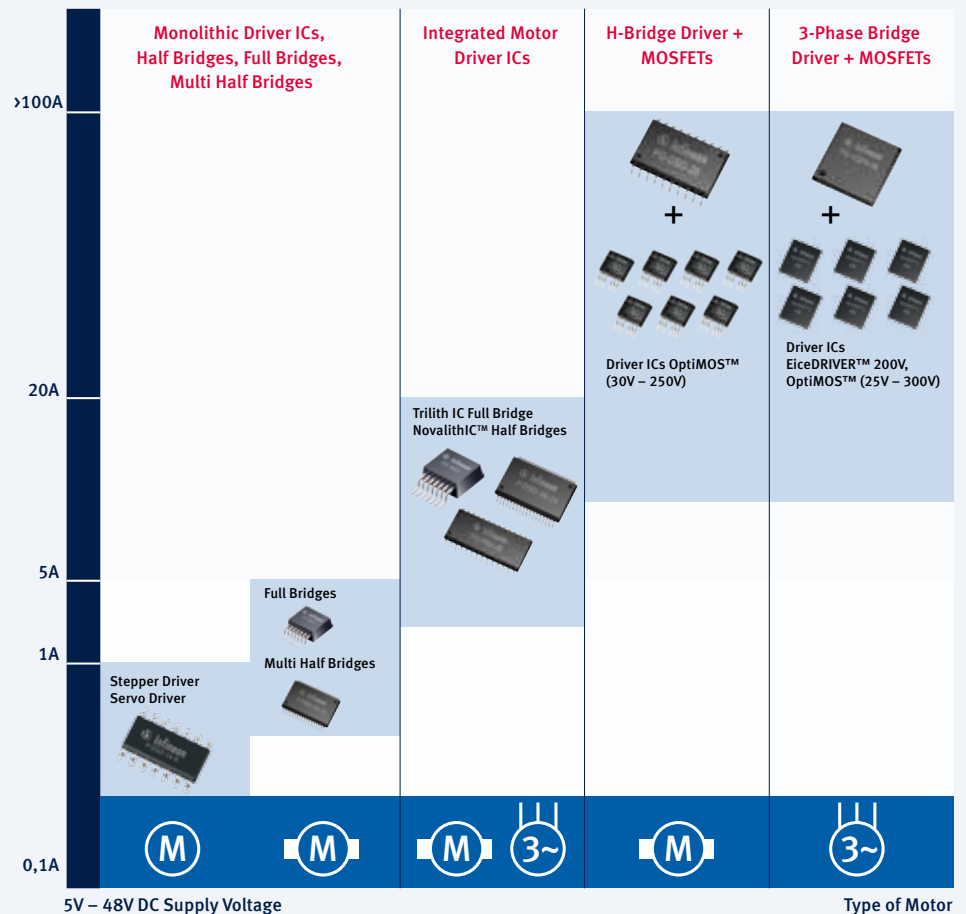 Monolithic Driver ICs,
Half Bridges, Full Bridges,
Multi Half Bridges
Integrated Motor
Driver ICs
H-Bridge Driver +
MOSFETs
3-Phase Bridge
Driver + MOSFETs
>100A
+
+
Driver ICs OptiMOS™
(30V – 250V)
Driver ICs
EiceDRIVER™ 200V,
OptiMOS™ (25V – 300V)
20A
Trilith IC Full Bridge
NovalithIC™ Half Bridges
5A
Full Bridges
1A
Multi Half Bridges
Stepper Driver
Servo Driver
Infineon
M
M
M
3~
M
3~
0,1A
5V – 48V DC Supply Voltage
Type of Motor